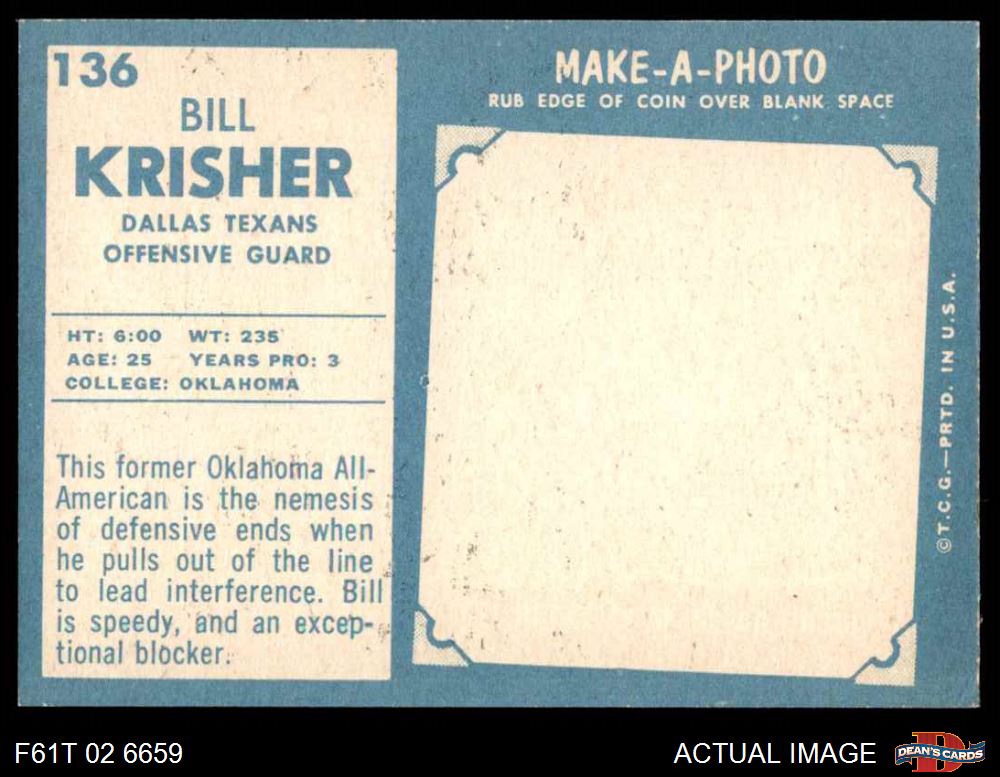 136
BILL
KRISHER
DALLAS TEXANS
OFFENSIVE GUARD
HT: 6:00 WT: 235
AGE: 25 YEARS PRO: 3
COLLEGE: OKLAHOMA
This former Oklahoma All-
American is the nemesis
of defensive ends when
he pulls out of the line
to lead interference. Bill
is speedy, and an excep-
tional blocker.
MAKE-A-PHOTO
RUB EDGE OF COIN OVER BLANK SPACE
©T.C.G.—PRTD. IN U.S.A.
F61T 02 6659
ACTUAL IMAGE
DEAN'S CARDS